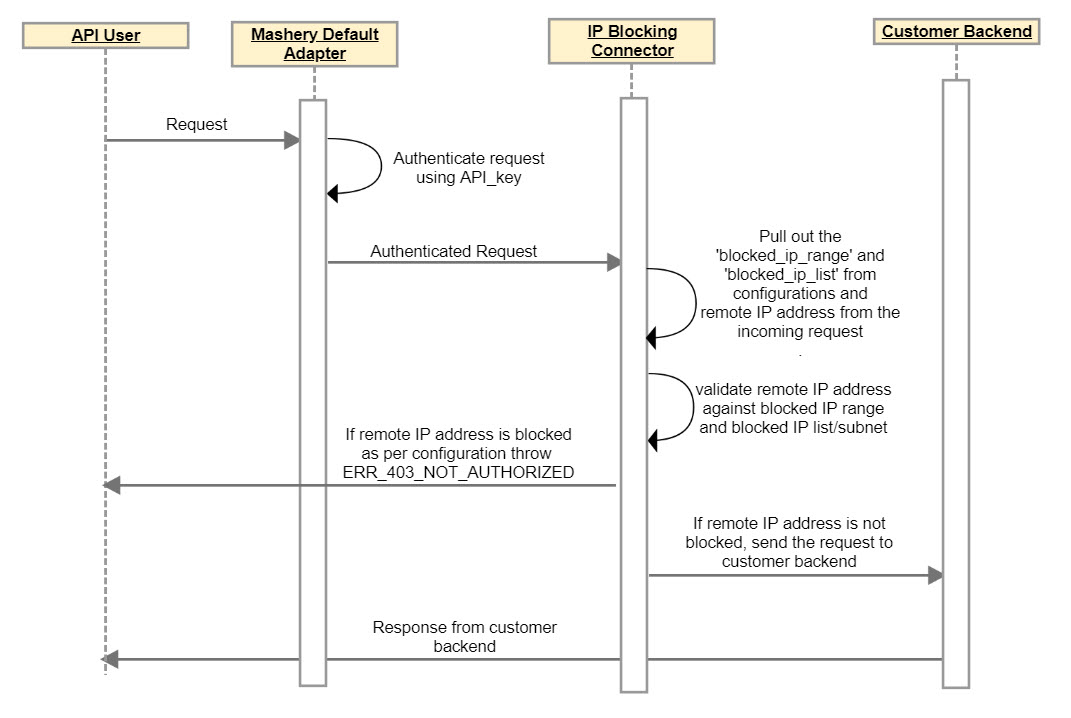 API User
Mashery Default
Adapter
IP Blocking
Connector
Customer Backend
Request
Authenticate request
using API_key
Authenticated Request
Pull out the
'blocked_ip_range' and
'blocked_ip_list' from
configurations and
remote IP address from the
incoming request
.
validate remote IP address
against blocked IP range
and blocked IP list/subnet
If remote IP address is blocked
as per configuration throw
ERR_403_NOT_AUTHORIZED
If remote IP address is not
blocked, send the request to
customer backend
Response from customer
backend